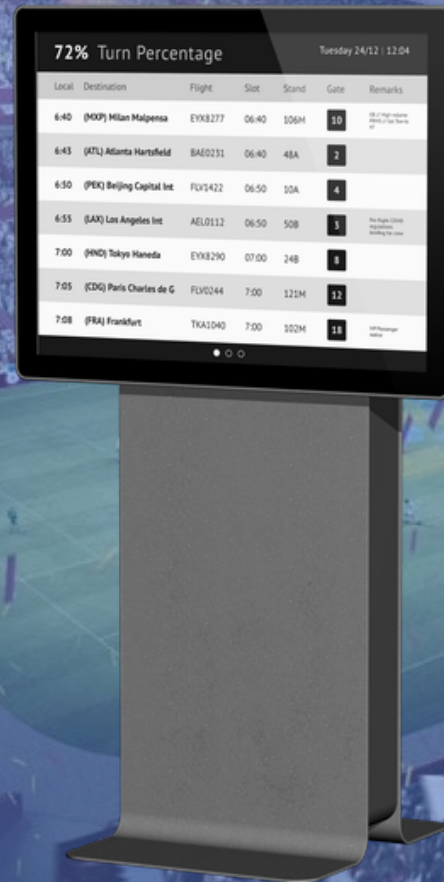 72% Turn Percentage Tuesday 24/12 | 12:04
Local Destination Flight Slot Stand Gate Remarks
6:40 (MXP) Milan Malpensa EYX8277 06:40 106M 10
6:43 (ATL) Atlanta Hartsfield BAE0231 06:40 48A 2
6:50 (PEK) Beijing Capital Int FLV1422 06:50 10A 4
6:55 (LAX) Los Angeles Int AEL0112 06:50 50B 3
7:00 (HND) Tokyo Haneda EYX8290 07:00 24B 8
7:05 (CDG) Paris Charles de G FLV0244 7:00 121M 12
7:08 (FRA) Frankfurt TKA1040 7:00 102M 18